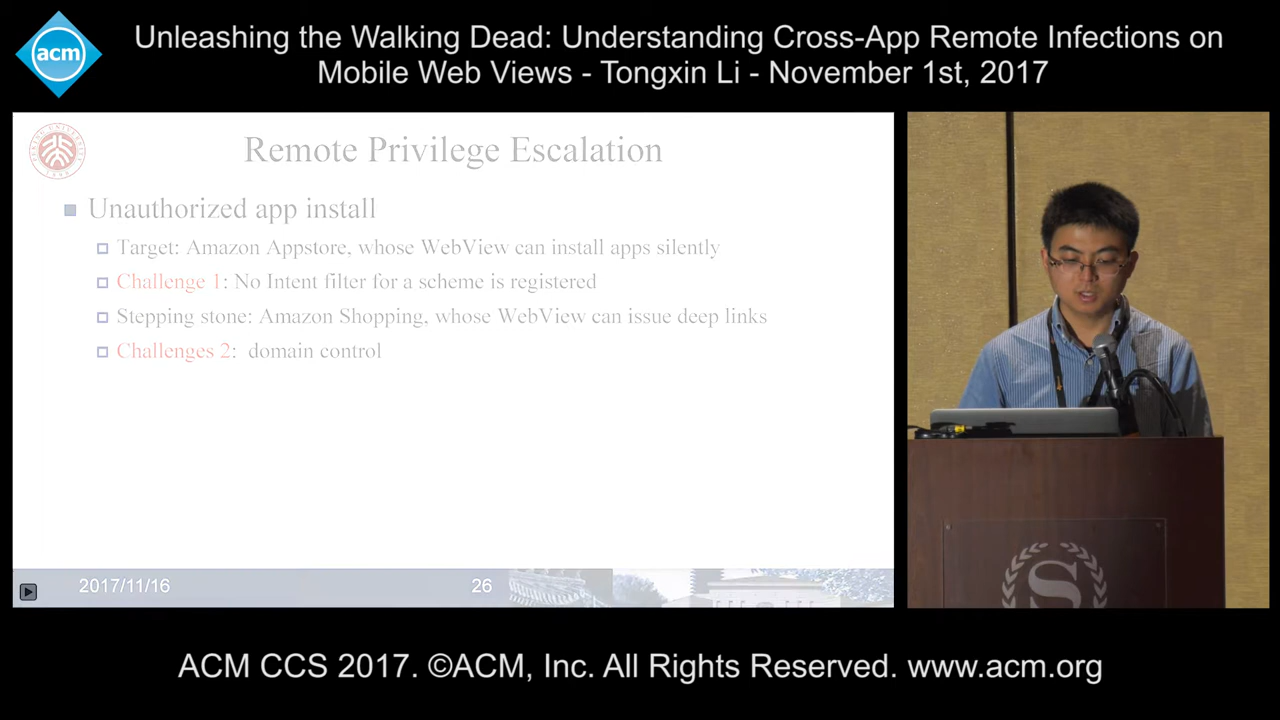 acm
Unleashing the Walking Dead: Understanding Cross-App Remote Infections on
Mobile Web Views - Tongxin Li - November 1st, 2017
Remote Privilege Escalation
Unauthorized app install
Target: Amazon Appstore, whose WebView can install apps silently
Challenge 1: No Intent filter for a scheme is registered
Stepping stone: Amazon Shopping, whose WebView can issue deep links
Challenges 2: domain control
2017/11/16
26
S
ACM CCS 2017. ©ACM, Inc. All Rights Reserved. www.acm.org